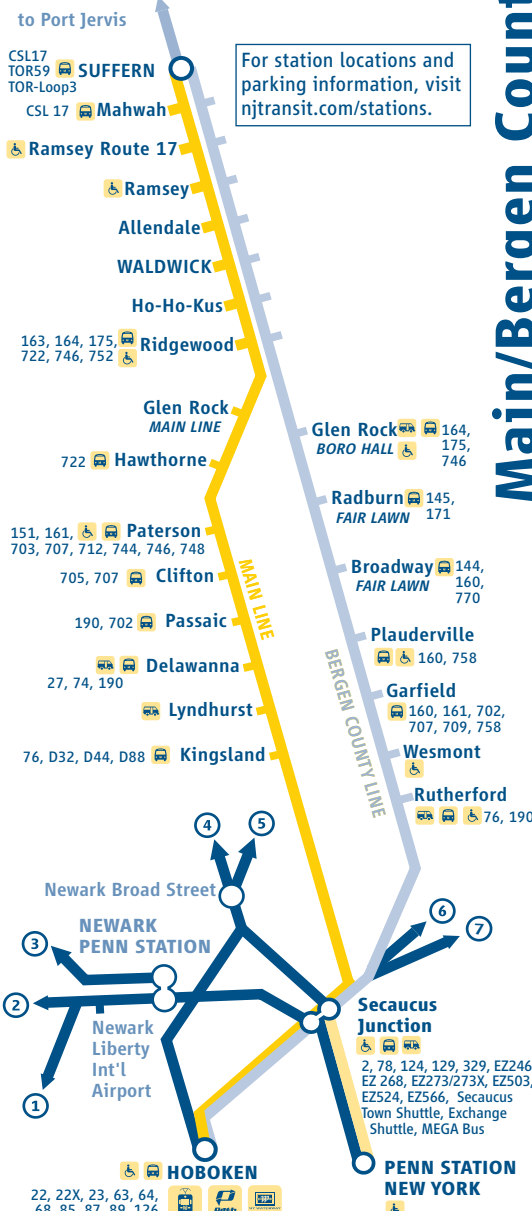 to Port Jervis
CSL17
TOR59 SUFFERN
TOR-Loop3
For station locations and
parking information, visit
njtransit.com/stations.
CSL 17 Mahwah
Ramsey Route 17
Ramsey
Allendale
WALDWICK
Ho-Ho-Kus
163, 164, 175,
722, 746, 752 Ridgewood
Glen Rock
MAIN LINE
722 Hawthorne
151, 161, Paterson
703, 707, 712, 744, 746, 748
705, 707 Clifton
190, 702 Passaic
Delawanna
27, 74, 190
Lyndhurst
76, D32, D44, D88 Kingsland
MAIN LINE
Main/Bergen Count
Glen Rock 164,
BORO HALL 175,
746
Radburn 145,
FAIR LAWN 171
Broadway 144,
FAIR LAWN 160,
770
Plauderville
160, 758
Garfield
160, 161, 702,
707, 709, 758
Wesmont
Rutherford
76, 190
BERGEN COUNTY LINE
4 5
Newark Broad Street
NEWARK
PENN STATION
3
2
1
Newark
Liberty
Int'l
Airport
6
7
Secaucus
Junction
2, 78, 124, 129, 329, EZ246
EZ 268, EZ273/273X, EZ503,
EZ524, EZ566, Secaucus
Town Shuttle, Exchange
Shuttle, MEGA Bus
HOBOKEN
22, 22X, 23, 63, 64,
68, 85, 87, 89, 126
PENN STATION
NEW YORK